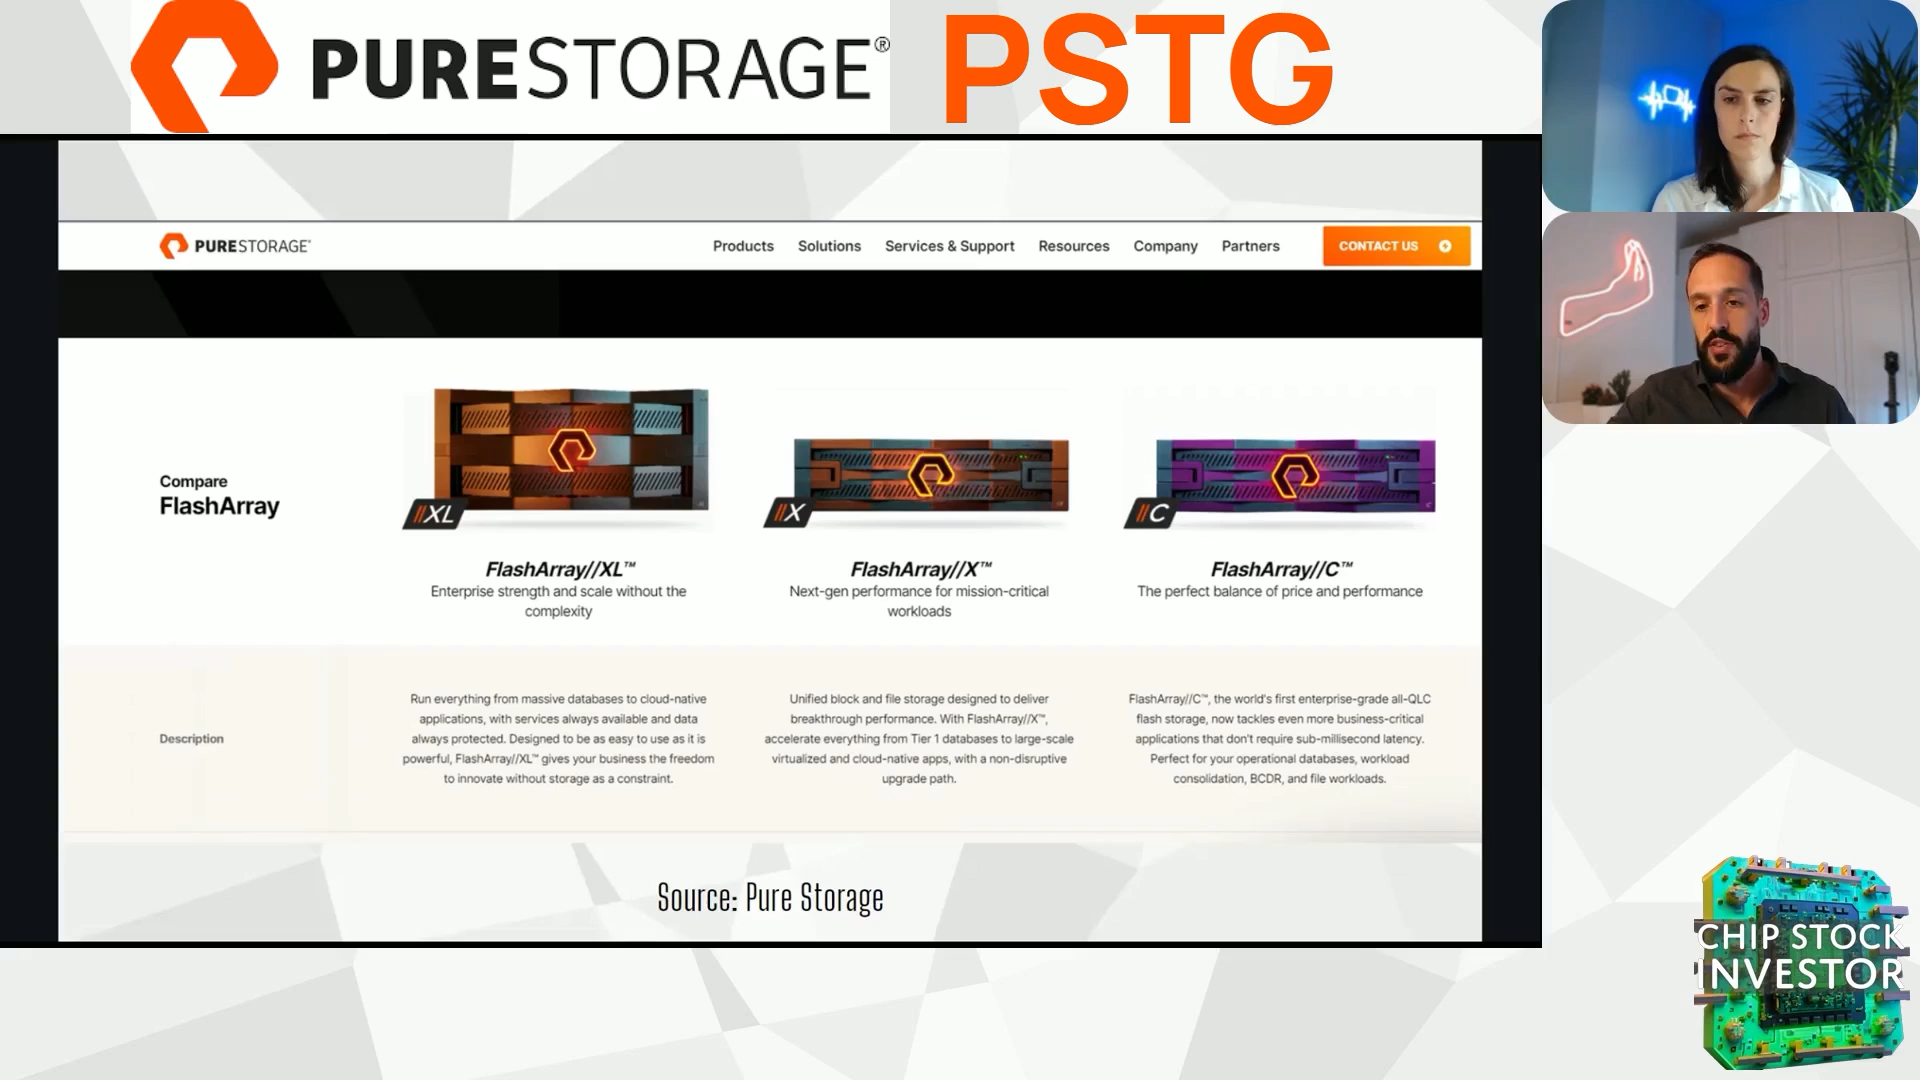 PURESTORAGE®
PSTG
PURESTORAGE®
Products
Solutions
Services & Support
Resources
Company
Partners
CONTACT US
Compare
FlashArray
//XL
//X
//C
FlashArray//XL™
Enterprise strength and scale without the
complexity
FlashArray//X™
Next-gen performance for mission-critical
workloads
FlashArray//C™
The perfect balance of price and performance
Description
Run everything from massive databases to cloud-native
applications, with services always available and data
always protected. Designed to be as easy to use as it is
powerful, FlashArray//XL™ gives your business the freedom
to innovate without storage as a constraint.
Unified block and file storage designed to deliver
breakthrough performance. With FlashArray//X™,
accelerate everything from Tier 1 databases to large-scale
virtualized and cloud-native apps, with a non-disruptive
upgrade path.
FlashArray//C™, the world's first enterprise-grade all-QLC
flash storage, now tackles even more business-critical
applications that don't require sub-millisecond latency.
Perfect for your operational databases, workload
consolidation, BCDR, and file workloads.
Source: Pure Storage
CHIP STOCK
INVESTOR